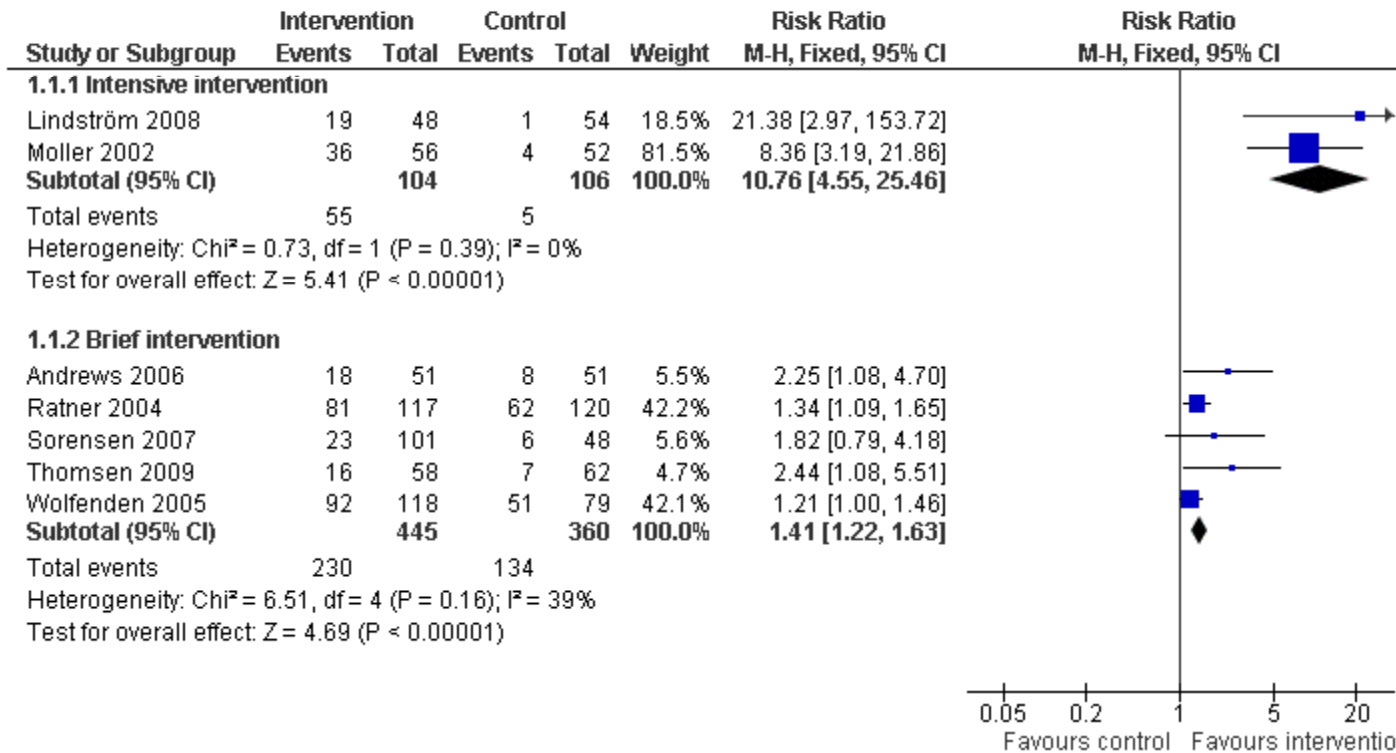 Intervention Control Risk Ratio Risk Ratio
Study or Subgroup Events Total Events Total Weight M-H, Fixed, 95% CI M-H, Fixed, 95% CI
1.1.1 Intensive intervention
Lindström 2008 19 48 1 54 18.5% 21.38 [2.97, 153.72]
Moller 2002 36 56 4 52 81.5% 8.36 [3.19, 21.86]
Subtotal (95% CI) 104 106 100.0% 10.76 [4.55, 25.46]
Total events 55 5
Heterogeneity: Chi² = 0.73, df = 1 (P = 0.39); I² = 0%
Test for overall effect: Z = 5.41 (P < 0.00001)
1.1.2 Brief intervention
Andrews 2006 18 51 8 51 5.5% 2.25 [1.08, 4.70]
Ratner 2004 81 117 62 120 42.2% 1.34 [1.09, 1.65]
Sorensen 2007 23 101 6 48 5.6% 1.82 [0.79, 4.18]
Thomsen 2009 16 58 7 62 4.7% 2.44 [1.08, 5.51]
Wolfenden 2005 92 118 51 79 42.1% 1.21 [1.00, 1.46]
Subtotal (95% CI) 445 360 100.0% 1.41 [1.22, 1.63]
Total events 230 134
Heterogeneity: Chi² = 6.51, df = 4 (P = 0.16); I² = 39%
Test for overall effect: Z = 4.69 (P < 0.00001)
0.05 0.2 1 5 20
Favours control Favours interventio